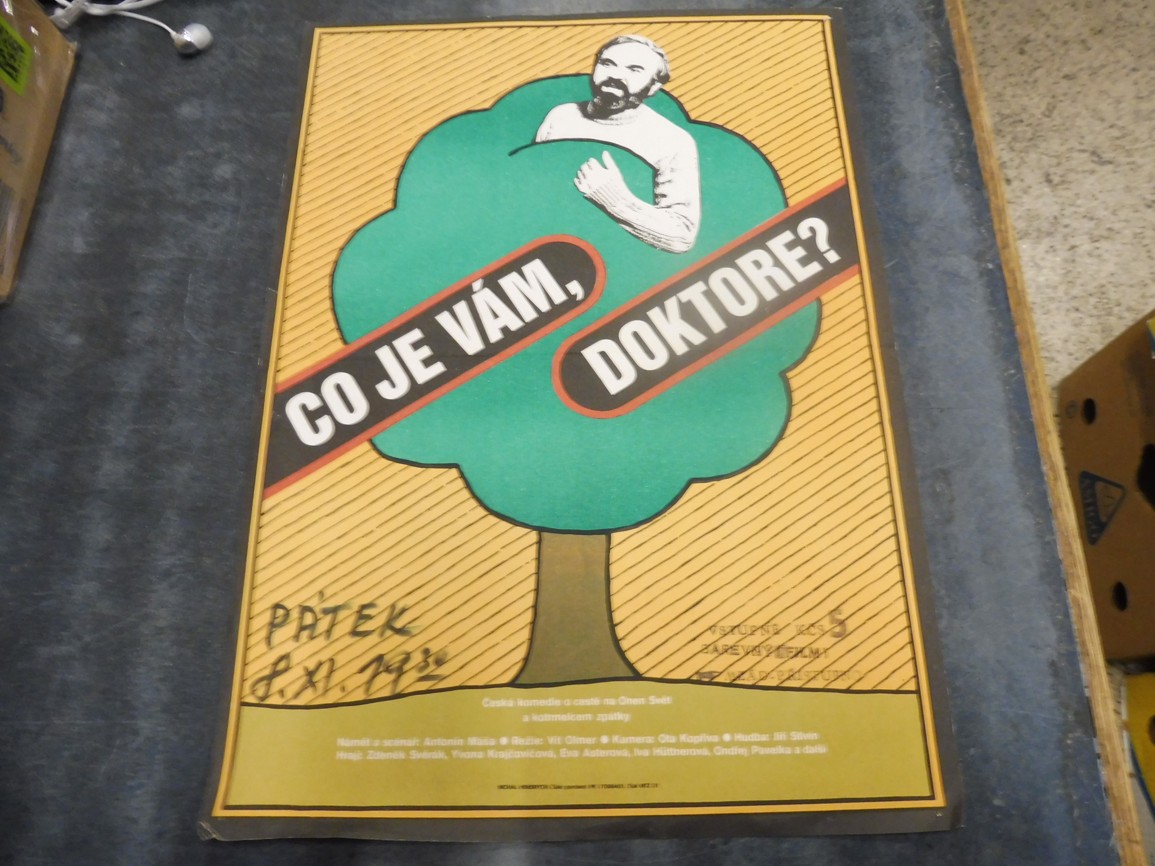 CO JE VÁM,
DOKTORE?
PÁTEK
8. XI. 19³⁰
VSTUPNÉ KČS 5
BAREVNÝ FILM!
MLÁD. PŘÍSTUPNO
Česká komedie o cestě na Onen Svět
a kotrmelcem zpátky
Námět a scénář: Antonín Máša ● Režie: Vít Olmer ● Kamera: Ota Kopřiva ● Hudba: Jiří Stivín
Hrají: Zdeněk Svěrák, Yvona Krajčovičová, Eva Asterová, Iva Hüttnerová, Ondřej Pavelka a další